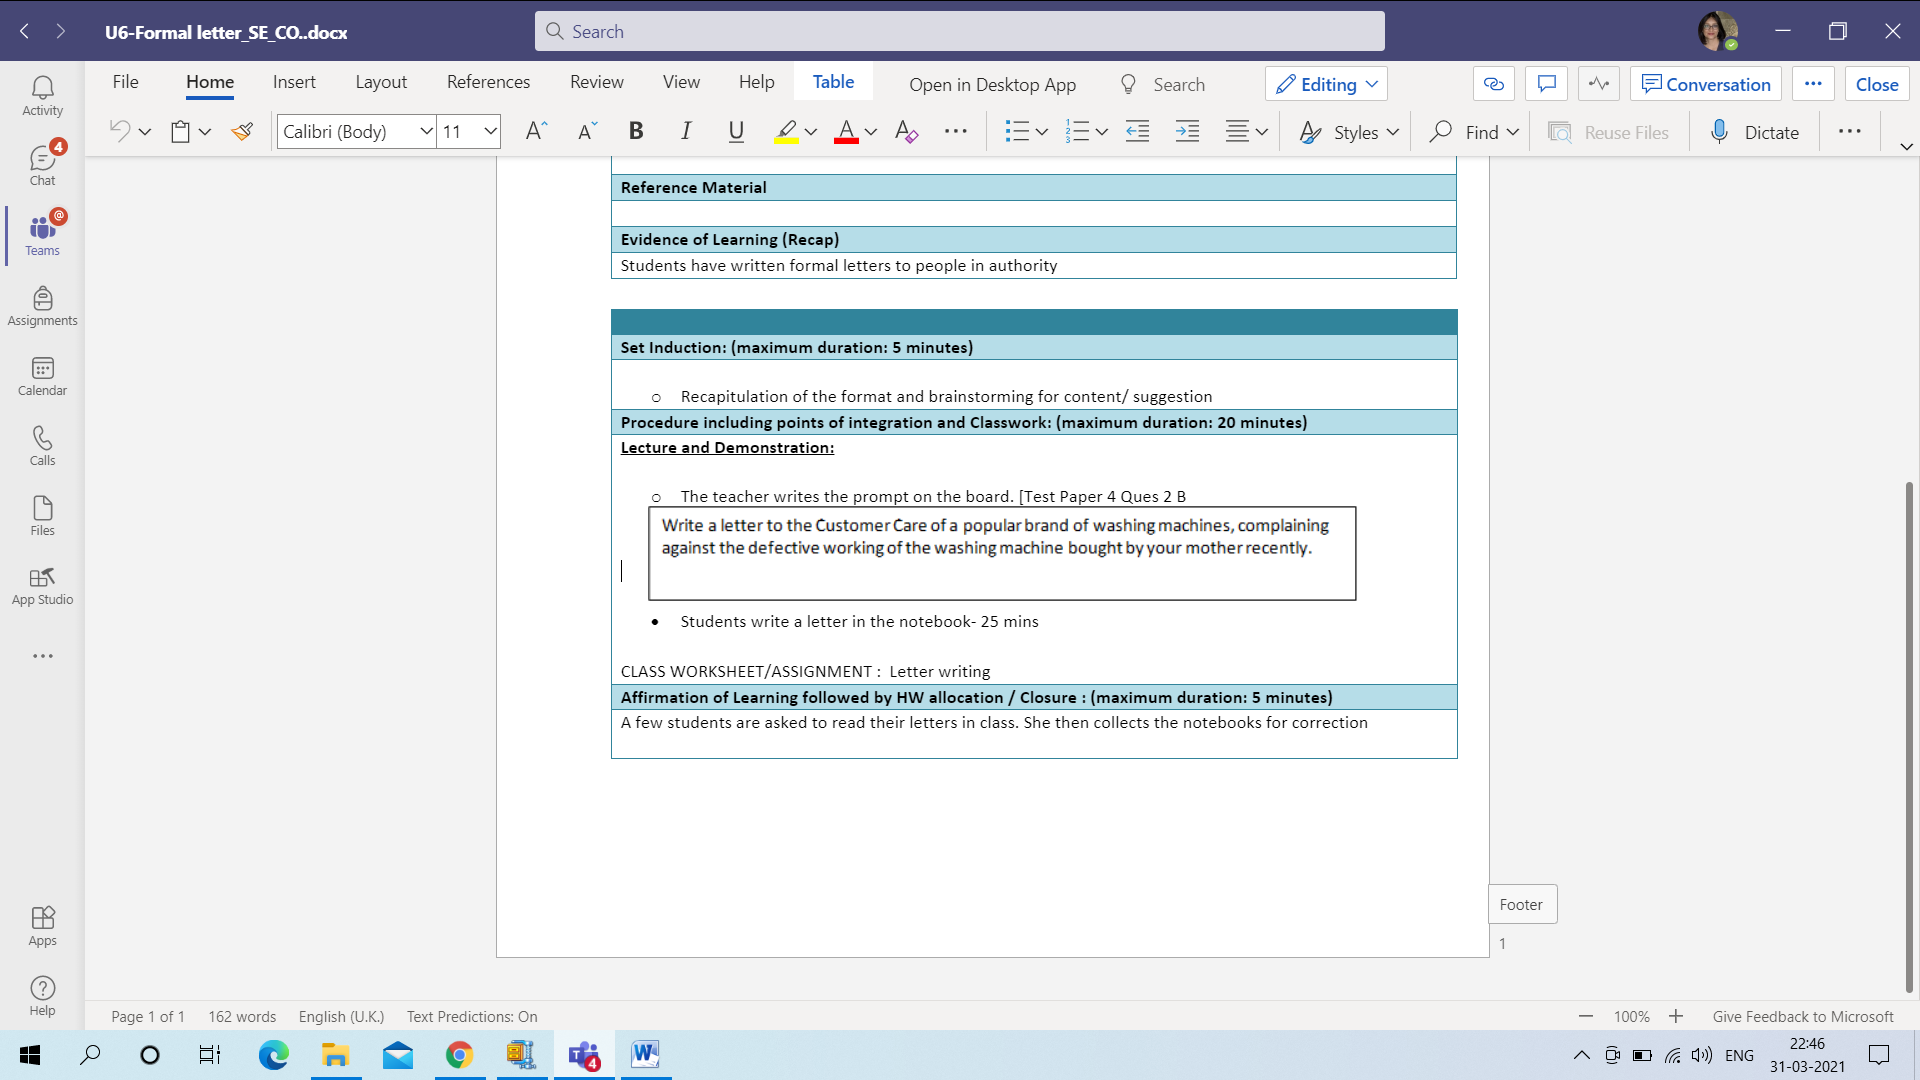 U6-Formal letter_SE_CO..docx
Search
File Home Insert Layout References Review View Help Table Open in Desktop App Search Editing Conversation ... Close
Calibri (Body) 11 A A B I U A A ... Styles Find Reuse Files Dictate ...
Activity
4
Chat
@
Teams
Assignments
Calendar
Calls
Files
App Studio
...
Apps
Help
Reference Material
Evidence of Learning (Recap)
Students have written formal letters to people in authority
Set Induction: (maximum duration: 5 minutes)
o Recapitulation of the format and brainstorming for content/ suggestion
Procedure including points of integration and Classwork: (maximum duration: 20 minutes)
Lecture and Demonstration:
o The teacher writes the prompt on the board. [Test Paper 4 Ques 2 B
Write a letter to the Customer Care of a popular brand of washing machines, complaining
against the defective working of the washing machine bought by your mother recently.
• Students write a letter in the notebook- 25 mins
CLASS WORKSHEET/ASSIGNMENT : Letter writing
Affirmation of Learning followed by HW allocation / Closure : (maximum duration: 5 minutes)
A few students are asked to read their letters in class. She then collects the notebooks for correction
Footer
1
Page 1 of 1 162 words English (U.K.) Text Predictions: On 100% Give Feedback to Microsoft
4 ENG 22:46
31-03-2021